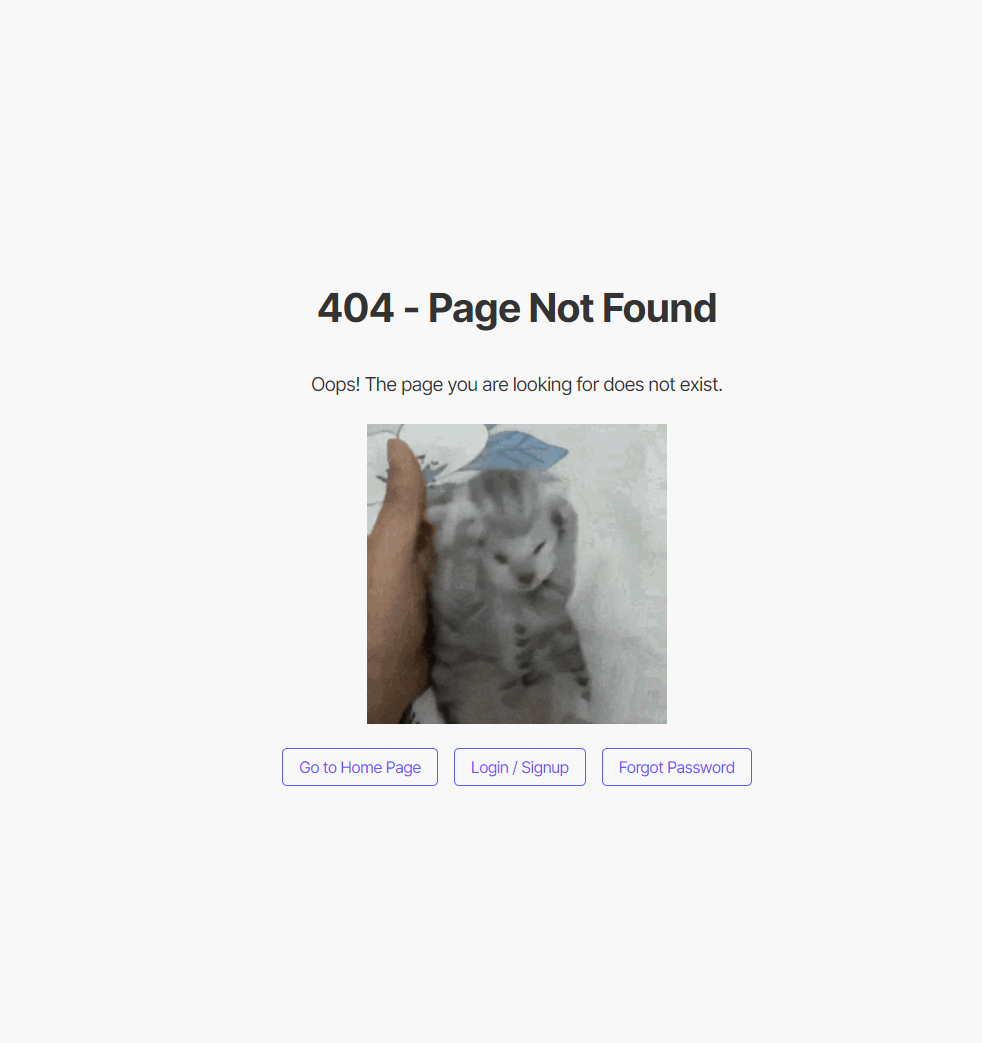 404 - Page Not Found
Oops! The page you are looking for does not exist.
Go to Home Page
Login / Signup
Forgot Password